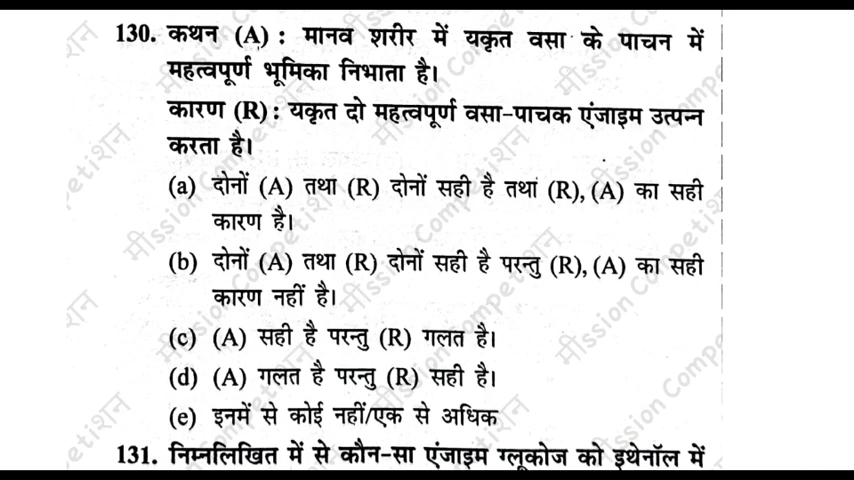 130. कथन (A) : मानव शरीर में यकृत वसा के पाचन में
महत्वपूर्ण भूमिका निभाता है।
कारण (R) : यकृत दो महत्वपूर्ण वसा-पाचक एंजाइम उत्पन्न
करता है।
(a) दोनों (A) तथा (R) दोनों सही है तथा (R), (A) का सही
कारण है।
(b) दोनों (A) तथा (R) दोनों सही है परन्तु (R), (A) का सही
कारण नहीं है।
(c) (A) सही है परन्तु (R) गलत है।
(d) (A) गलत है परन्तु (R) सही है।
(e) इनमें से कोई नहीं/एक से अधिक
131. निम्नलिखित में से कौन-सा एंजाइम ग्लूकोज को इथेनॉल में
मीssion Competiशन